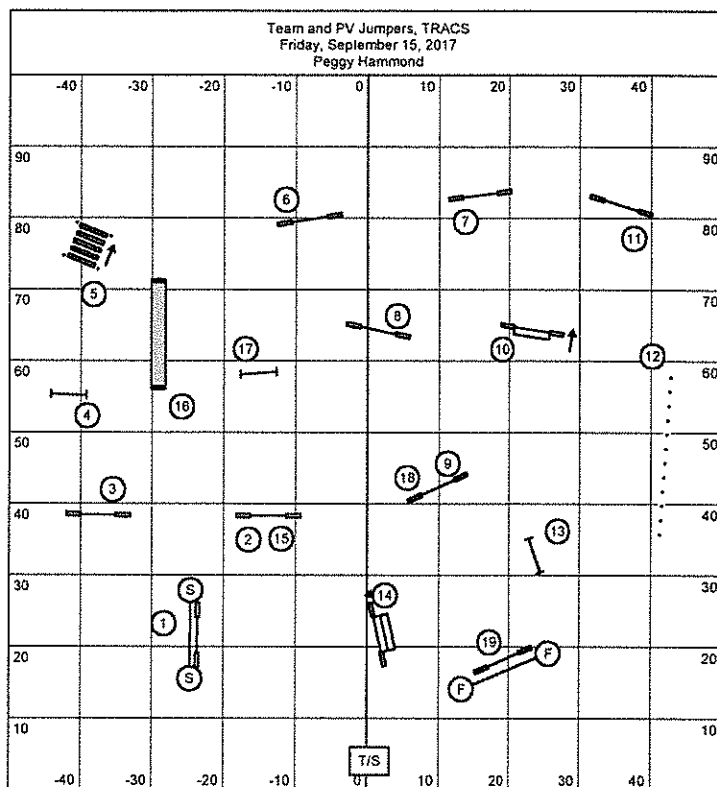 Team and PV Jumpers, TRACS
Friday, September 15, 2017
Peggy Hammond
-40 -30 -20 -10 0 10 20 30 40
90 90
6 7
80 11 80
5
70 8 70
17 10 12
60 60
4 16
50 50
3 18 9
40 40
2 15 13
30 S 14 30
1
20 19 20
S F F
10 10
T/S
-40 -30 -20 -10 0 10 20 30 40